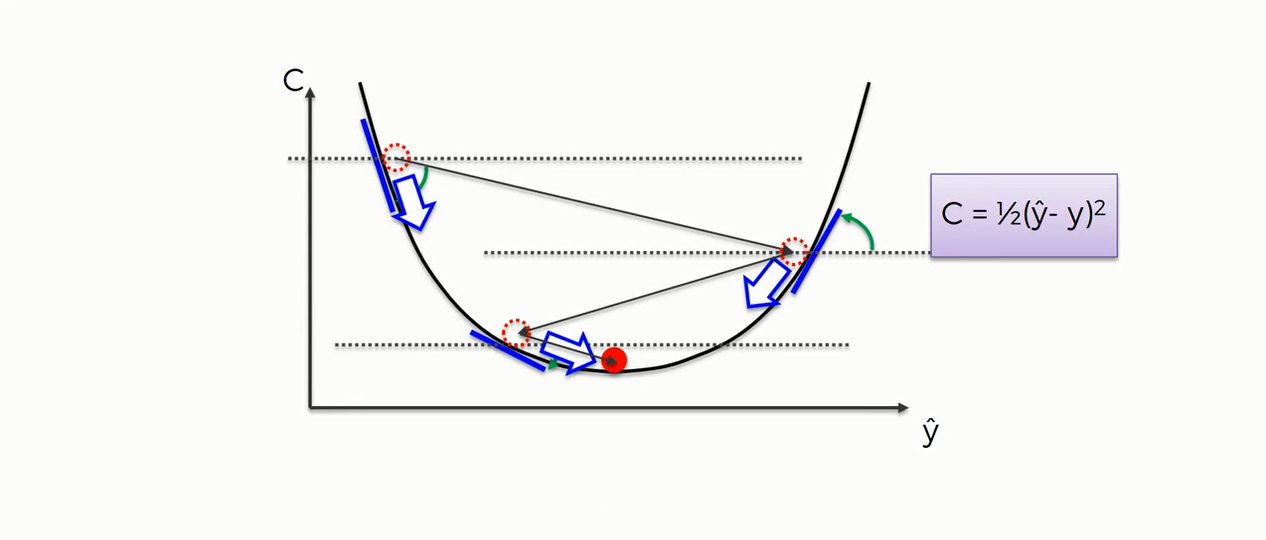 C
C = ½(ŷ- y)²
ŷ